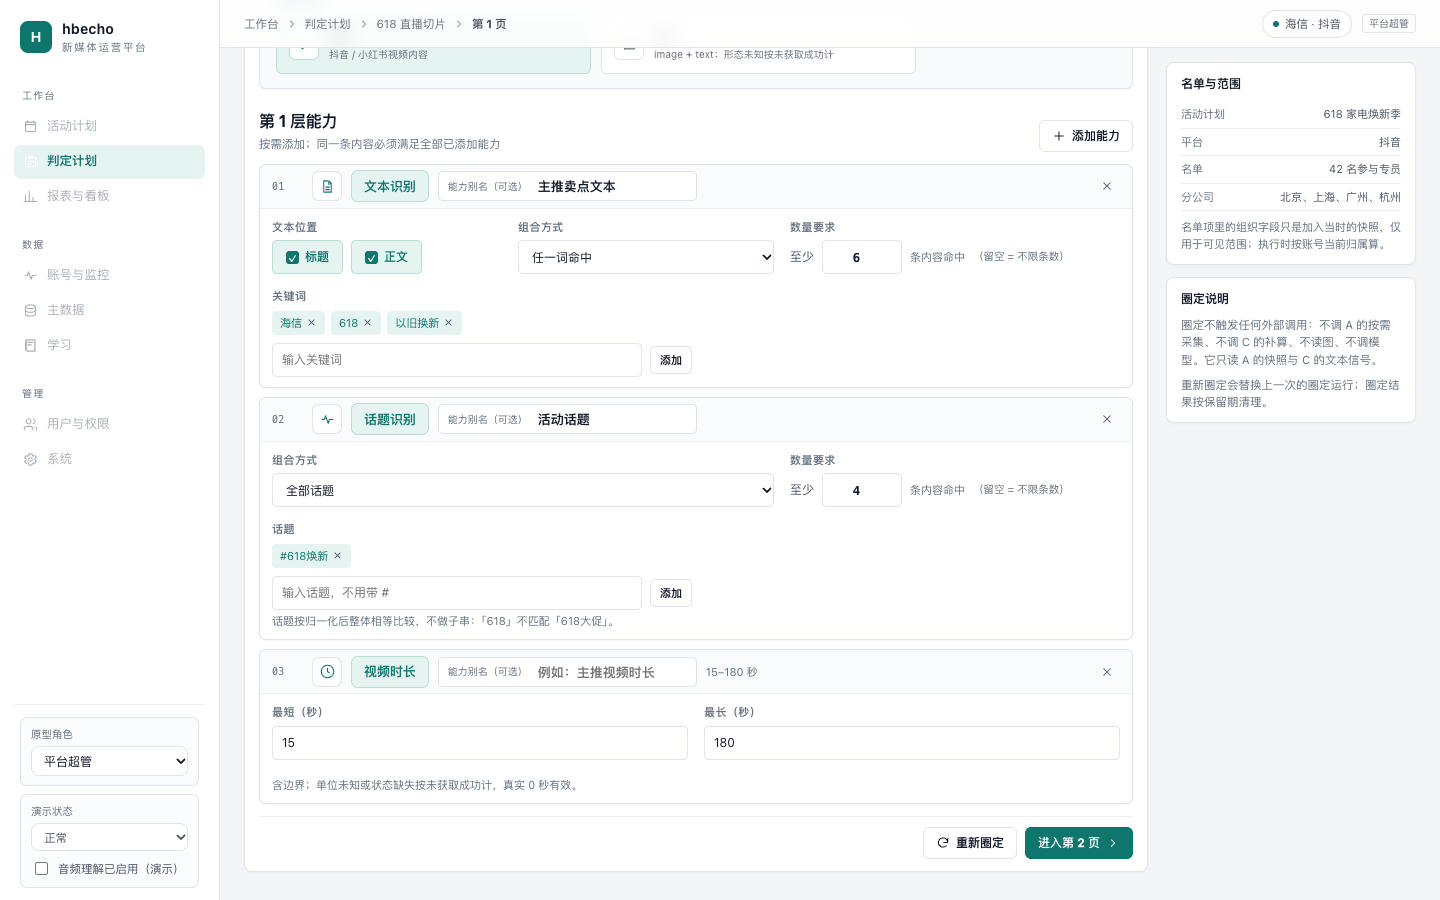 H
hbecho
新媒体运营平台
工作台
活动计划
判定计划
报表与看板
数据
账号与监控
主数据
学习
管理
用户与权限
系统
原型角色
平台超管
演示状态
正常
音频理解已启用（演示）
工作台 > 判定计划 > 618 直播切片 > 第 1 页
海信 · 抖音
平台超管
抖音 / 小红书视频内容
image + text；形态未知按未获取成功计
第 1 层能力
按需添加；同一条内容必须满足全部已添加能力
添加能力
01 文本识别 能力别名（可选） 主推卖点文本
文本位置 组合方式 数量要求
标题 正文 任一词命中 至少 6 条内容命中 （留空 = 不限条数）
关键词
海信 × 618 × 以旧换新 ×
输入关键词 添加
02 话题识别 能力别名（可选） 活动话题
组合方式 数量要求
全部话题 至少 4 条内容命中 （留空 = 不限条数）
话题
#618焕新 ×
输入话题，不用带 # 添加
话题按归一化后整体相等比较，不做子串：「618」不匹配「618大促」。
03 视频时长 能力别名（可选） 例如：主推视频时长 15–180 秒
最短（秒） 最长（秒）
15 180
含边界；单位未知或状态缺失按未获取成功计，真实 0 秒有效。
重新圈定 进入第 2 页
名单与范围
活动计划 618 家电焕新季
平台 抖音
名单 42 名参与专员
分公司 北京、上海、广州、杭州
名单项里的组织字段只是加入当时的快照，仅
用于可见范围；执行时按账号当前归属算。
圈定说明
圈定不触发任何外部调用：不调 A 的按需
采集、不调 C 的补算、不读图、不调模
型。它只读 A 的快照与 C 的文本信号。
重新圈定会替换上一次的圈定运行；圈定结
果按保留期清理。